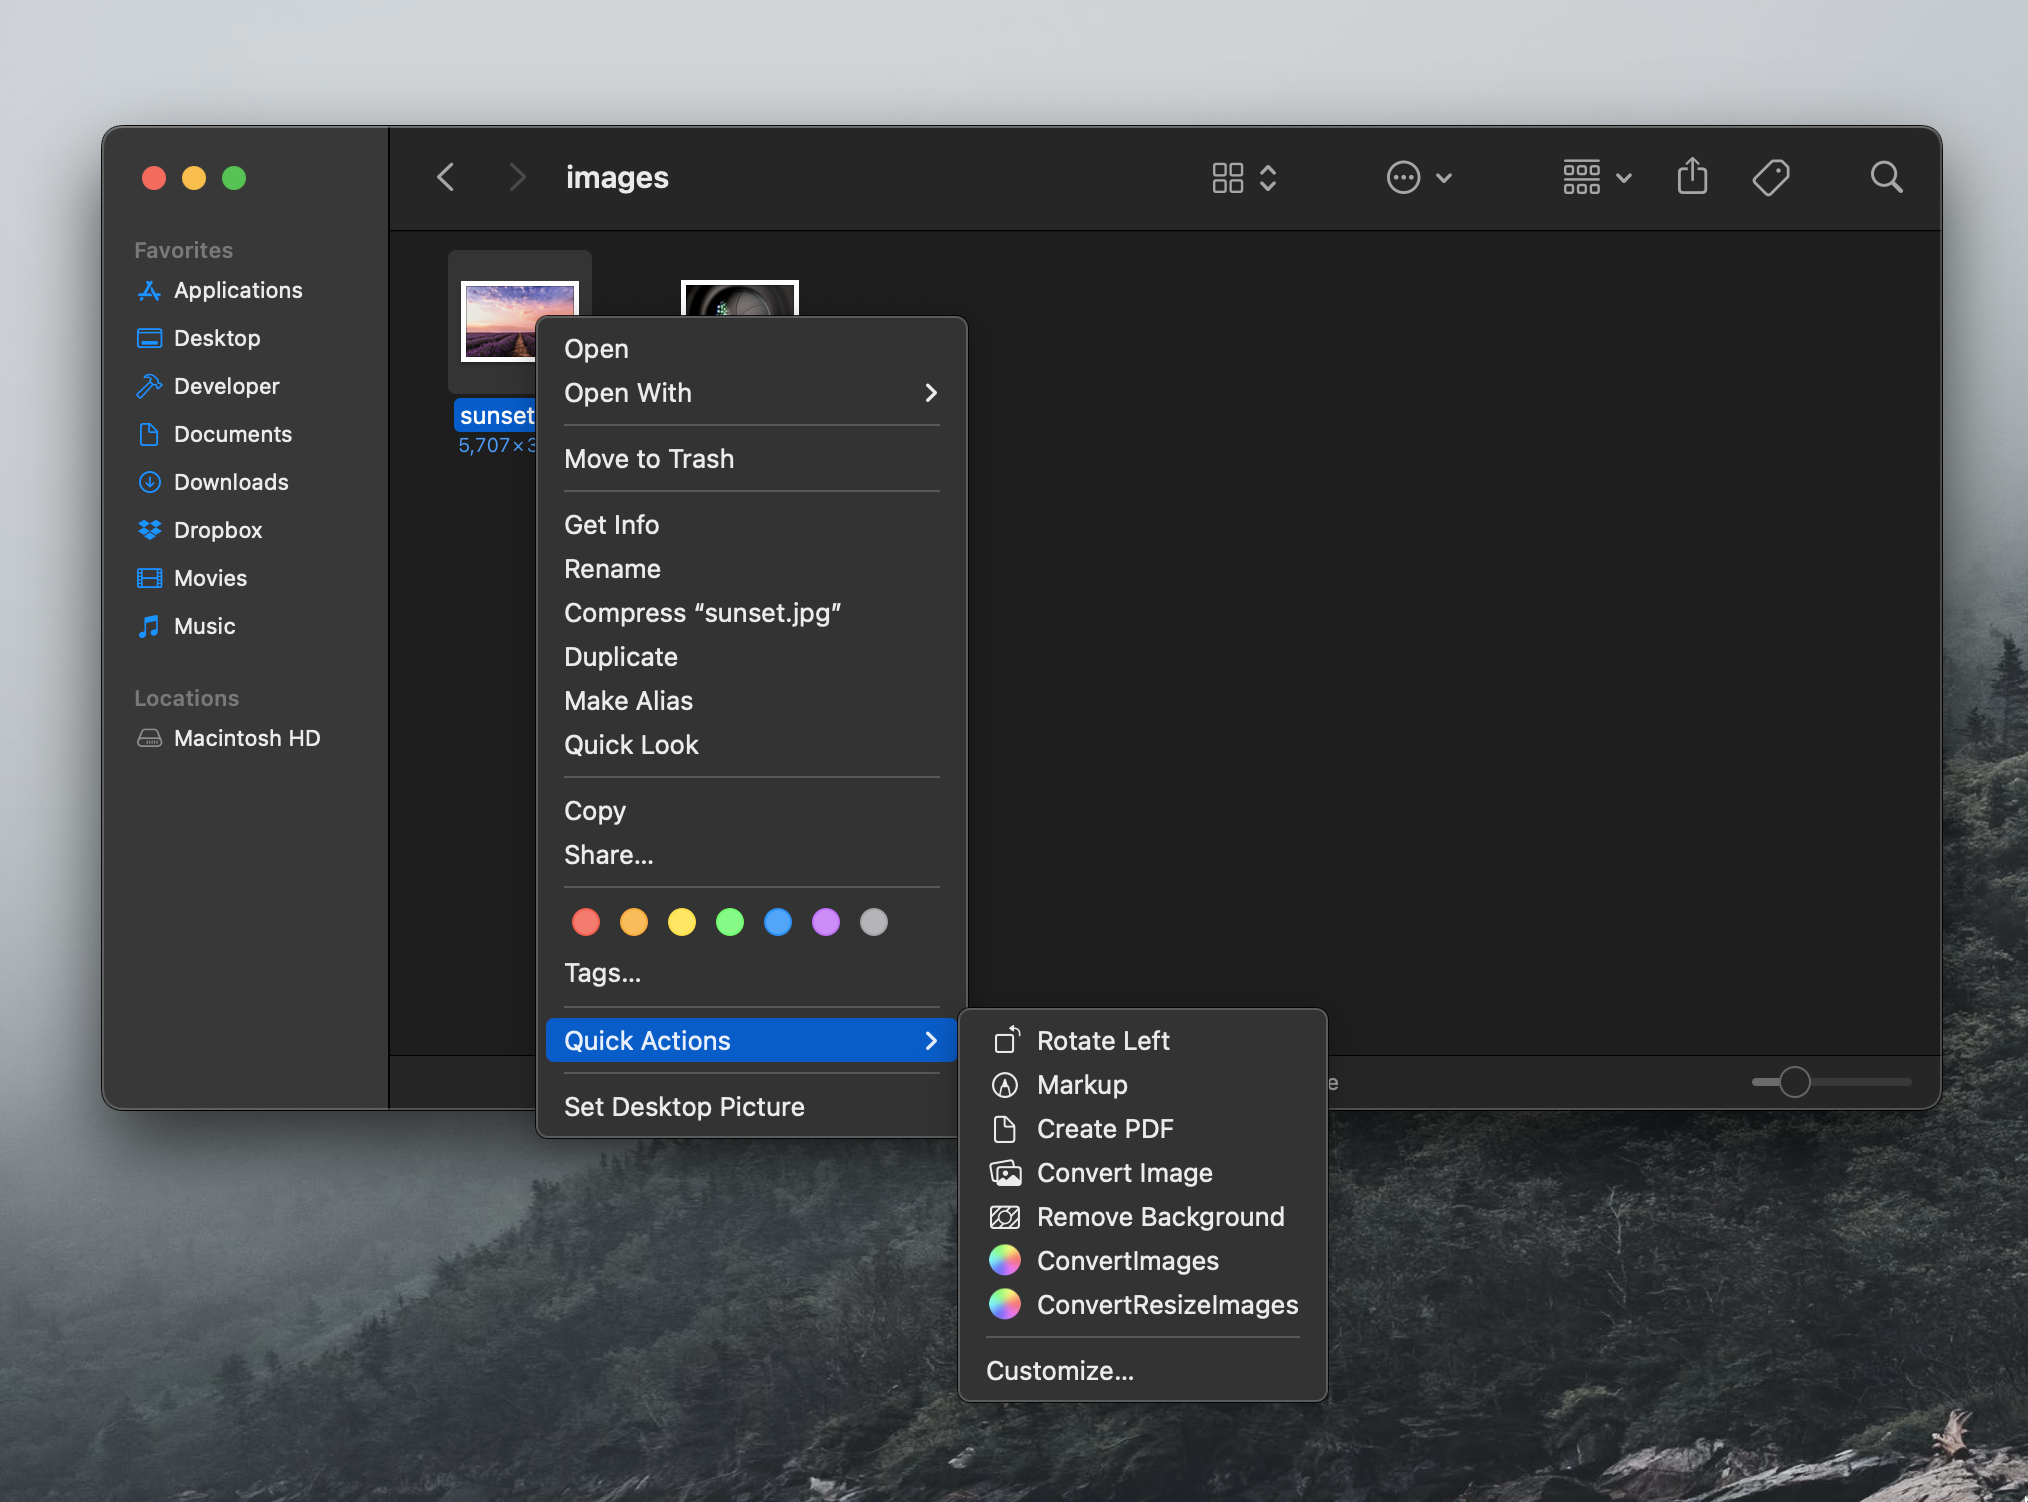 images
Favorites
Applications
Desktop
Developer
Documents
Downloads
Dropbox
Movies
Music
Locations
Macintosh HD
sunset
5,707×3
Open
Open With
Move to Trash
Get Info
Rename
Compress “sunset.jpg”
Duplicate
Make Alias
Quick Look
Copy
Share...
Tags...
Quick Actions
Set Desktop Picture
Rotate Left
Markup
Create PDF
Convert Image
Remove Background
ConvertImages
ConvertResizeImages
Customize...